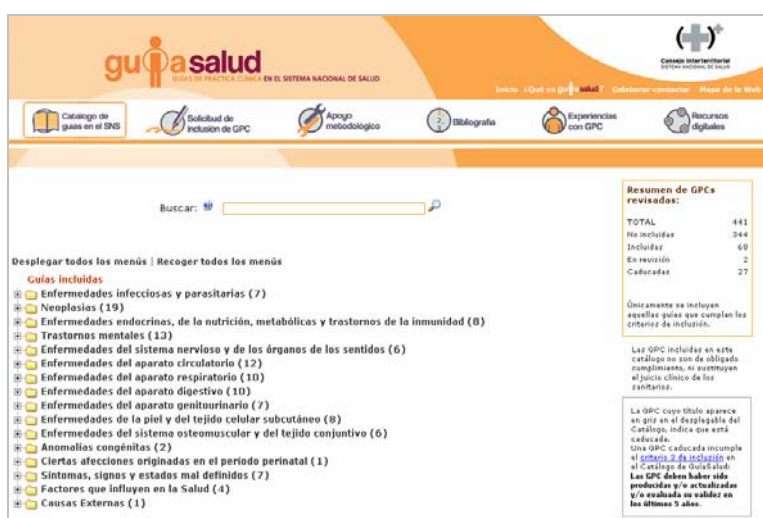 guíasalud
GUIAS DE PRÁCTICA CLÍNICA EN EL SISTEMA NACIONAL DE SALUD
Consejo Interterritorial
SISTEMA NACIONAL DE SALUD
Inicio ¿Qué es guíasalud? Colaborar-contactar Mapa de la Web
Catálogo de guías en el SNS
Solicitud de inclusión de GPC
Apoyo metodológico
Bibliografía
Experiencias con GPC
Recursos digitales
Buscar:
Desplegar todos los menús | Recoger todos los menús
Guías incluidas
Enfermedades infecciosas y parasitarias (7)
Neoplasias (19)
Enfermedades endocrinas, de la nutrición, metabólicas y trastornos de la inmunidad (8)
Trastornos mentales (13)
Enfermedades del sistema nervioso y de los órganos de los sentidos (6)
Enfermedades del aparato circulatorio (12)
Enfermedades del aparato respiratorio (10)
Enfermedades del aparato digestivo (10)
Enfermedades del aparato genitourinario (7)
Enfermedades de la piel y del tejido celular subcutáneo (8)
Enfermedades del sistema osteomuscular y del tejido conjuntivo (6)
Anomalías congénitas (2)
Ciertas afecciones originadas en el período perinatal (1)
Síntomas, signos y estados mal definidos (7)
Factores que influyen en la Salud (4)
Causas Externas (1)
Resumen de GPCs
revisadas:
TOTAL 441
No incluidas 344
Incluidas 68
En revisión 2
Caducadas 27
Únicamente se incluyen
aquellas guías que cumplan los
criterios de inclusión.
Las GPC incluidas en este
catálogo no son de obligado
cumplimiento, ni sustituyen
el juicio clínico de los
sanitarios.
La GPC cuyo título aparece
en gris en el desplegable del
Catálogo, indica que está
caducada.
Una GPC caducada incumple
el criterio 3 de inclusión en
el Catálogo de GuíaSalud:
Las GPC deben haber sido
producidas y/o actualizadas
y/o evaluada su validez en
los últimos 5 años.